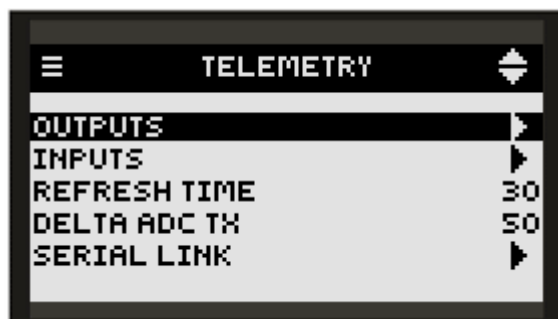 TELEMETRY
OUTPUTS
INPUTS
REFRESH TIME 30
DELTA ADC TX 50
SERIAL LINK